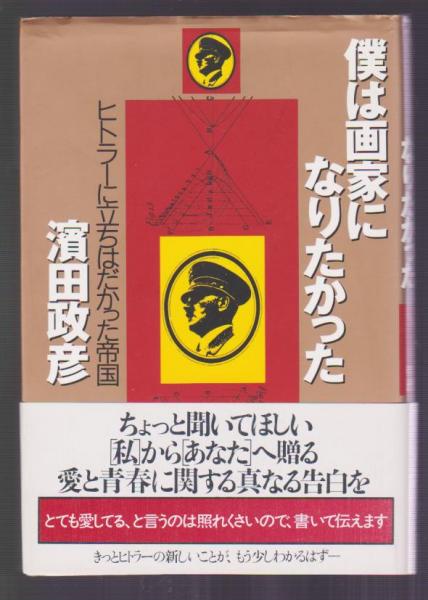 僕は画家に
なりたかった
ヒトラーに立ちはだかった帝国
濱田政彦
ちょっと聞いてほしい
[私]から[あなた]へ贈る
愛と青春に関する真なる告白を
とても愛してる、と言うのは照れくさいので、書いて伝えます
きっとヒトラーの新しいことが、もう少しわかるはず――